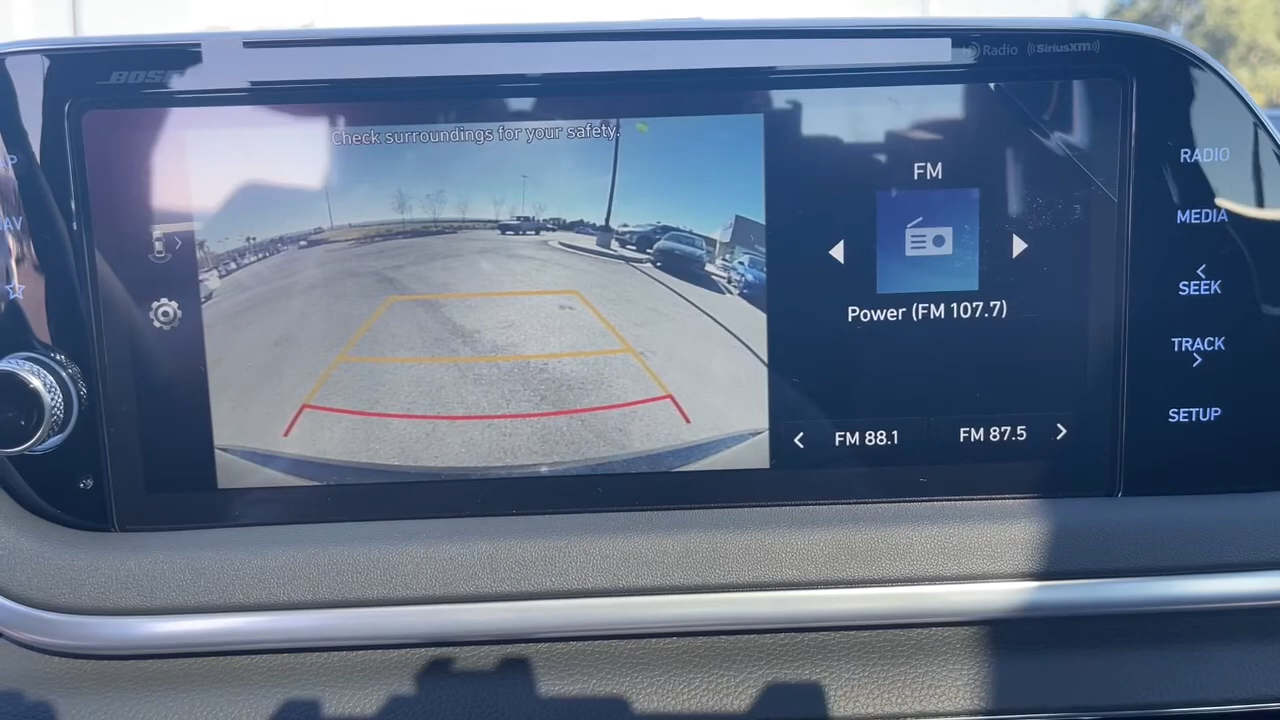 BOSE
HD Radio
SiriusXM
Check surroundings for your safety.
FM
Power (FM 107.7)
FM 88.1
FM 87.5
RADIO
MEDIA
SEEK
TRACK
SETUP